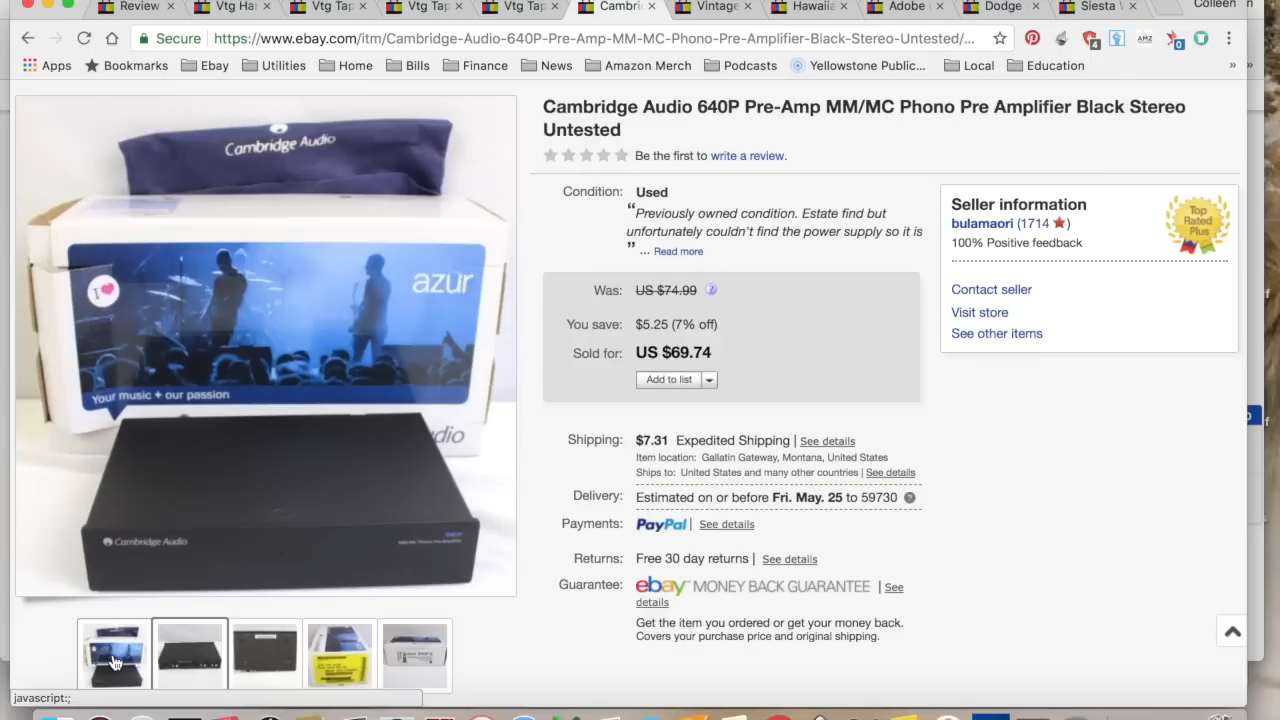 Review
Vtg Har
Vtg Tap
Vtg Tap
Vtg Tap
Cambri
Vintage
Hawaiia
Adobe I
Dodge
Siesta
Colleen
Secure
https://www.ebay.com/itm/Cambridge-Audio-640P-Pre-Amp-MM-MC-Phono-Pre-Amplifier-Black-Stereo-Untested/...
4
AMZ
0
Apps
Bookmarks
Ebay
Utilities
Home
Bills
Finance
News
Amazon Merch
Podcasts
Yellowstone Public...
Local
Education
» »
Cambridge Audio
azur
I
Your music + our passion
dio
Cambridge Audio
640P
Cambridge Audio 640P Pre-Amp MM/MC Phono Pre Amplifier Black Stereo
Untested
Be the first to write a review.
Condition: Used
“Previously owned condition. Estate find but
unfortunately couldn't find the power supply so it is
” ... Read more
Was: US $74.99
You save: $5.25 (7% off)
Sold for: US $69.74
Add to list
Shipping: $7.31 Expedited Shipping | See details
Item location: Gallatin Gateway, Montana, United States
Ships to: United States and many other countries | See details
Delivery: Estimated on or before Fri. May. 25 to 59730
Payments: PayPal | See details
Returns: Free 30 day returns | See details
Guarantee: ebay MONEY BACK GUARANTEE | See
details
Get the item you ordered or get your money back.
Covers your purchase price and original shipping.
Seller information
bulamaori (1714 )
100% Positive feedback
Top
Rated
Plus
Contact seller
Visit store
See other items
javascript:;